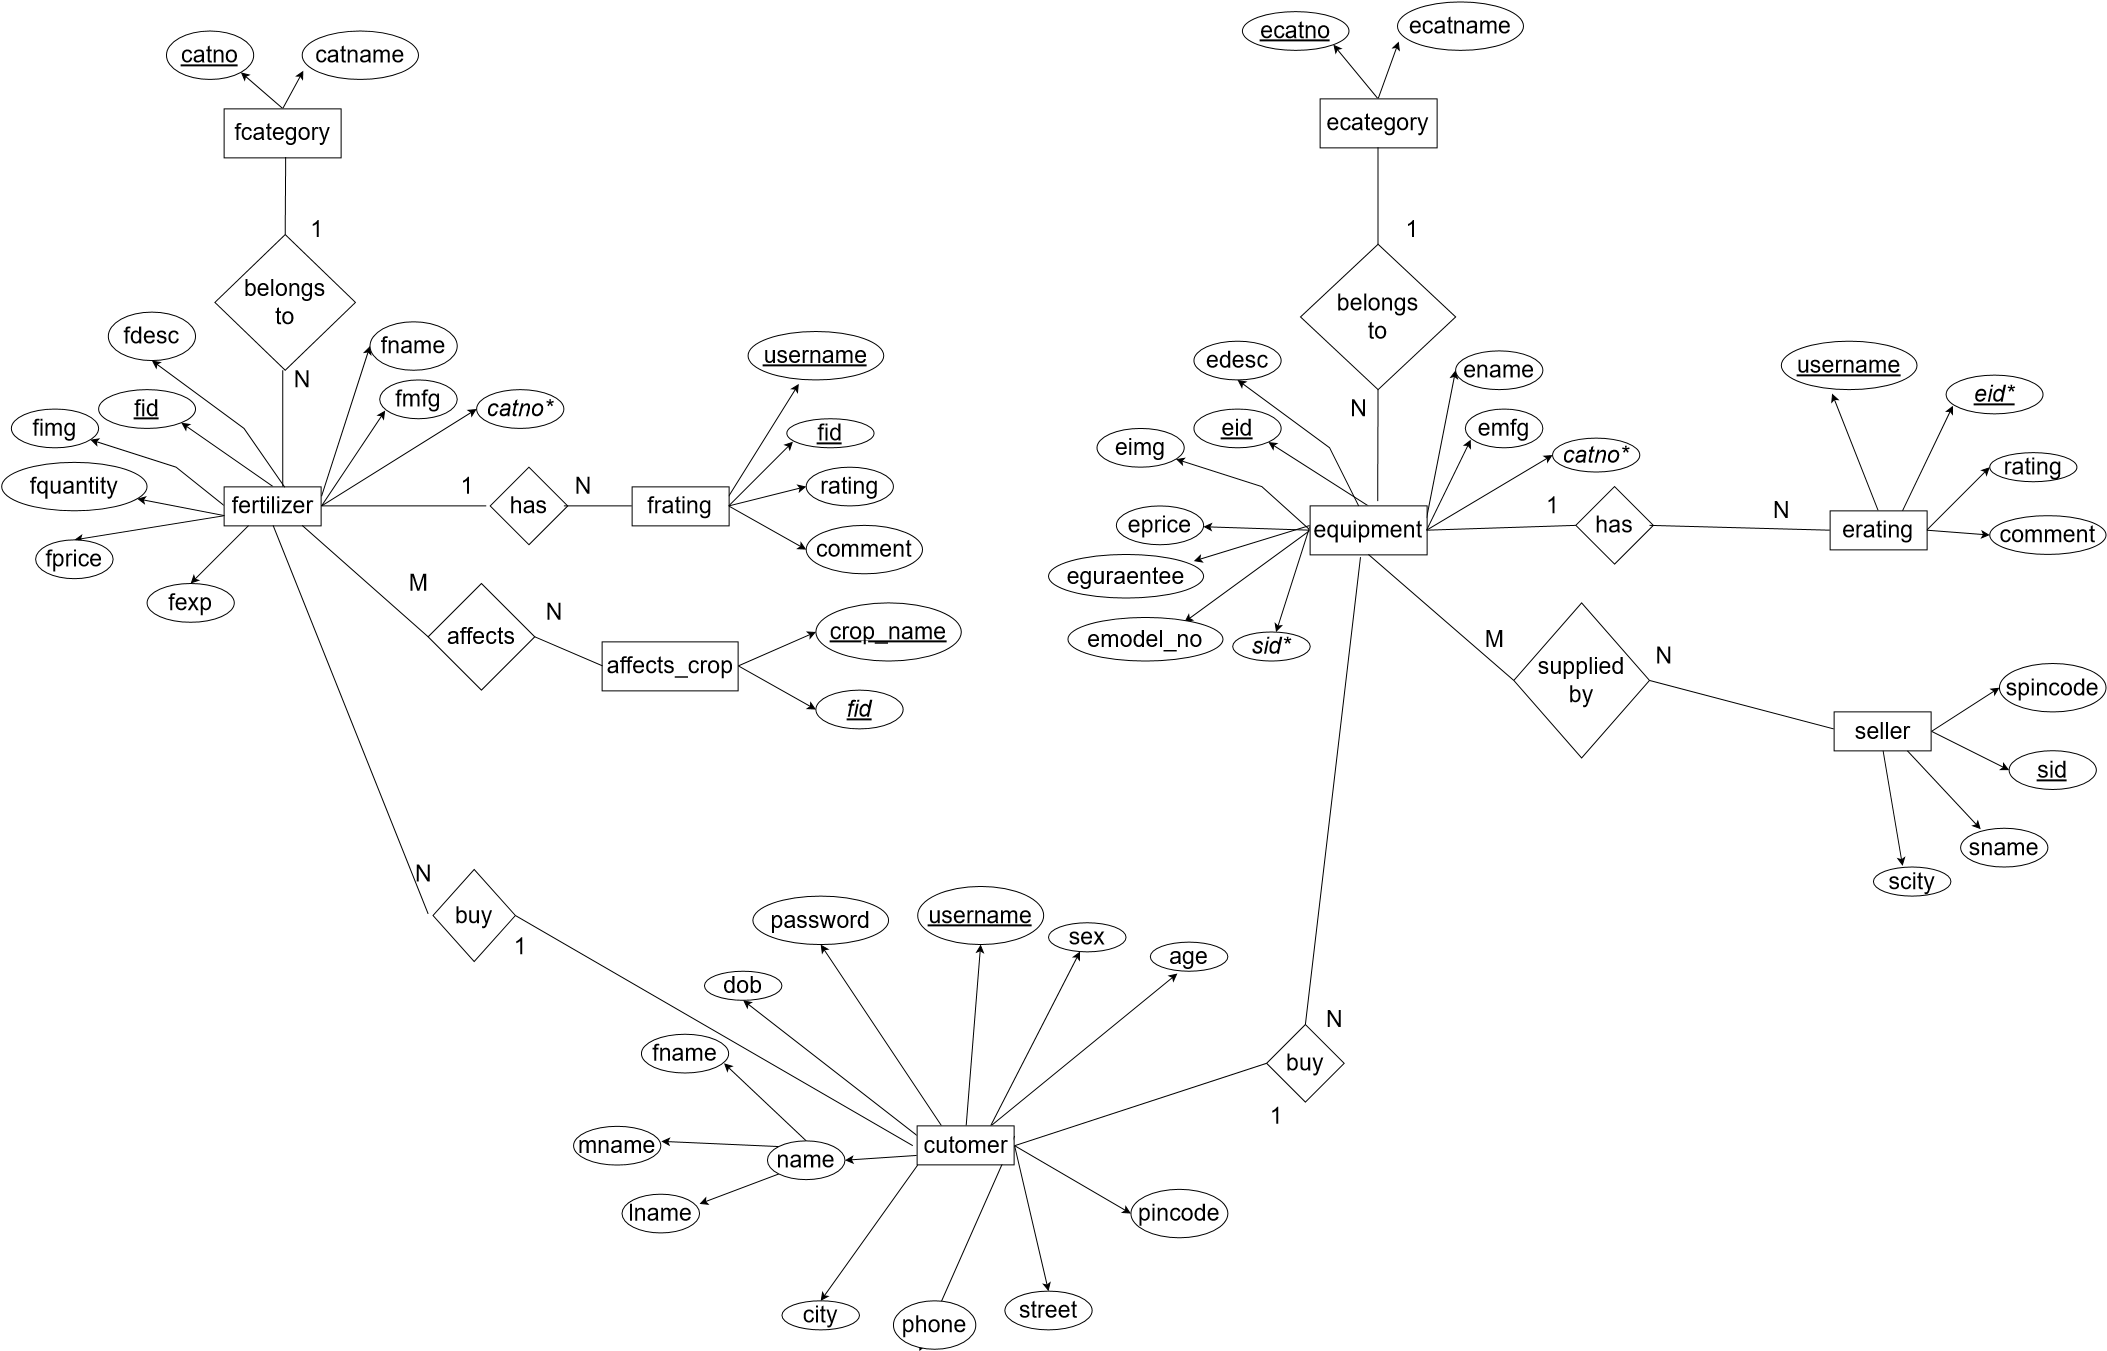 ecatno
ecatname
catno
catname
ecategory
fcategory
1
1
belongs
to
belongs
to
fdesc
fname
N
username
edesc
ename
username
eid*
fid
fmfg
catno*
N
fimg
fid
eid
emfg
eimg
catno*
rating
fquantity
1
N
rating
fertilizer
has
frating
1
N
eprice
equipment
has
erating
comment
fprice
comment
eguraentee
M
fexp
N
affects
crop_name
emodel_no
sid*
M
supplied
by
N
affects_crop
fid
spincode
seller
sid
sname
scity
N
buy
1
password
username
sex
age
dob
N
fname
buy
1
mname
name
cutomer
lname
pincode
city
phone
street